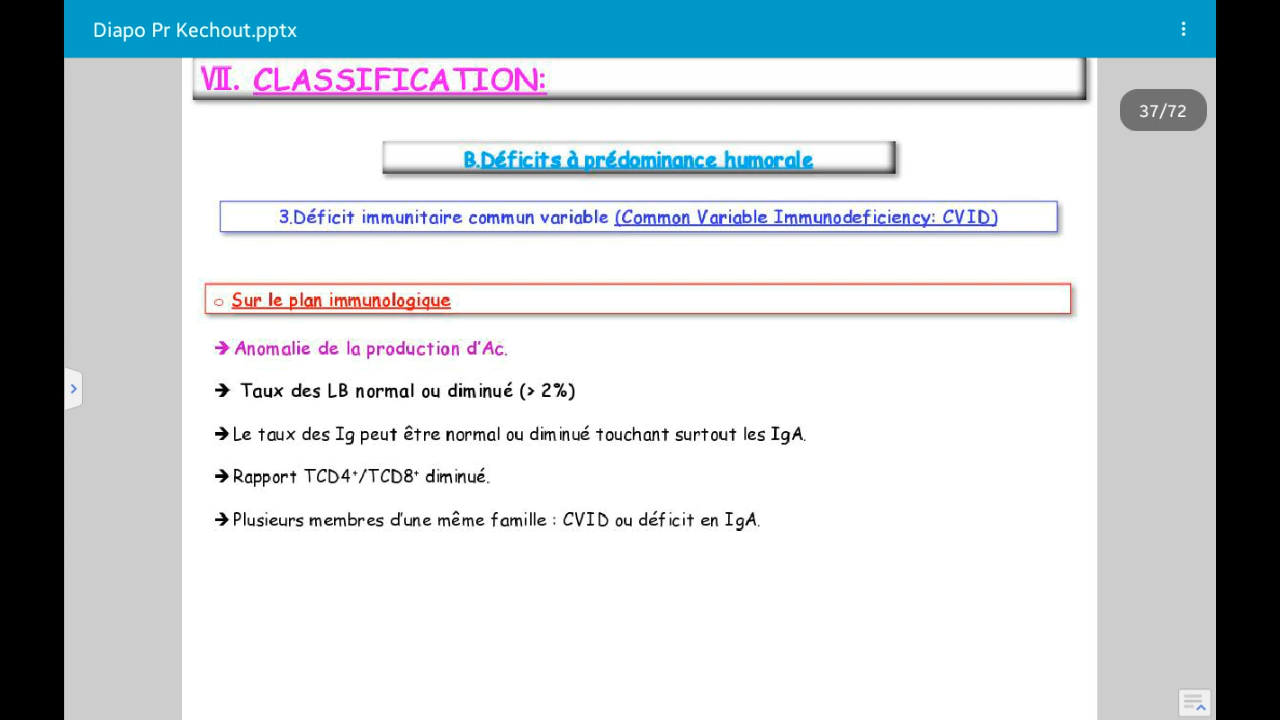 Diapo Pr Kechout.pptx
VII. CLASSIFICATION:
37/72
B.Déficits à prédominance humorale
3.Déficit immunitaire commun variable (Common Variable Immunodeficiency: CVID)
o Sur le plan immunologique
→ Anomalie de la production d'Ac.
→ Taux des LB normal ou diminué (> 2%)
→ Le taux des Ig peut être normal ou diminué touchant surtout les IgA.
→ Rapport TCD4⁺/TCD8⁺ diminué.
→ Plusieurs membres d'une même famille : CVID ou déficit en IgA.